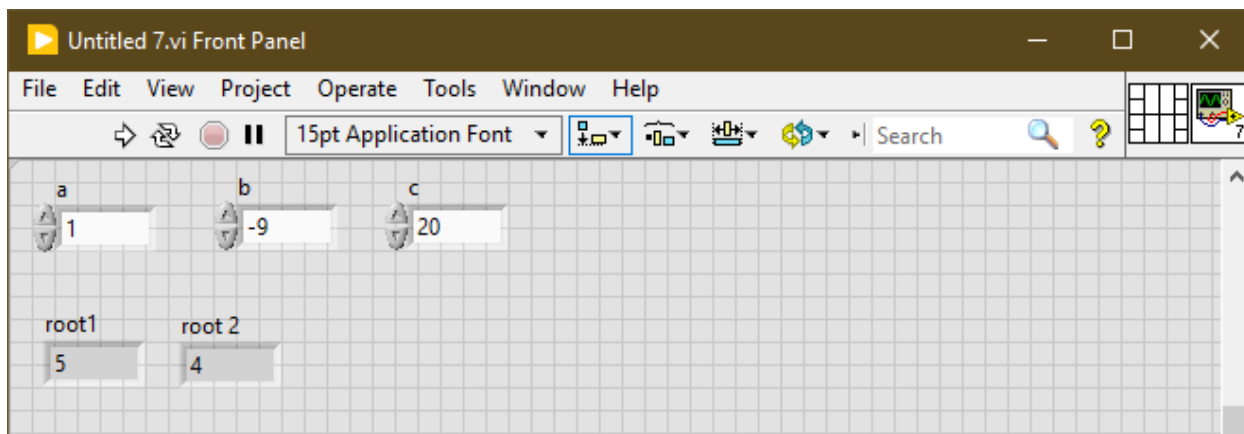 Untitled 7.vi Front Panel
File Edit View Project Operate Tools Window Help
15pt Application Font Search ? 7
a b c
1 -9 20
root1 root 2
5 4